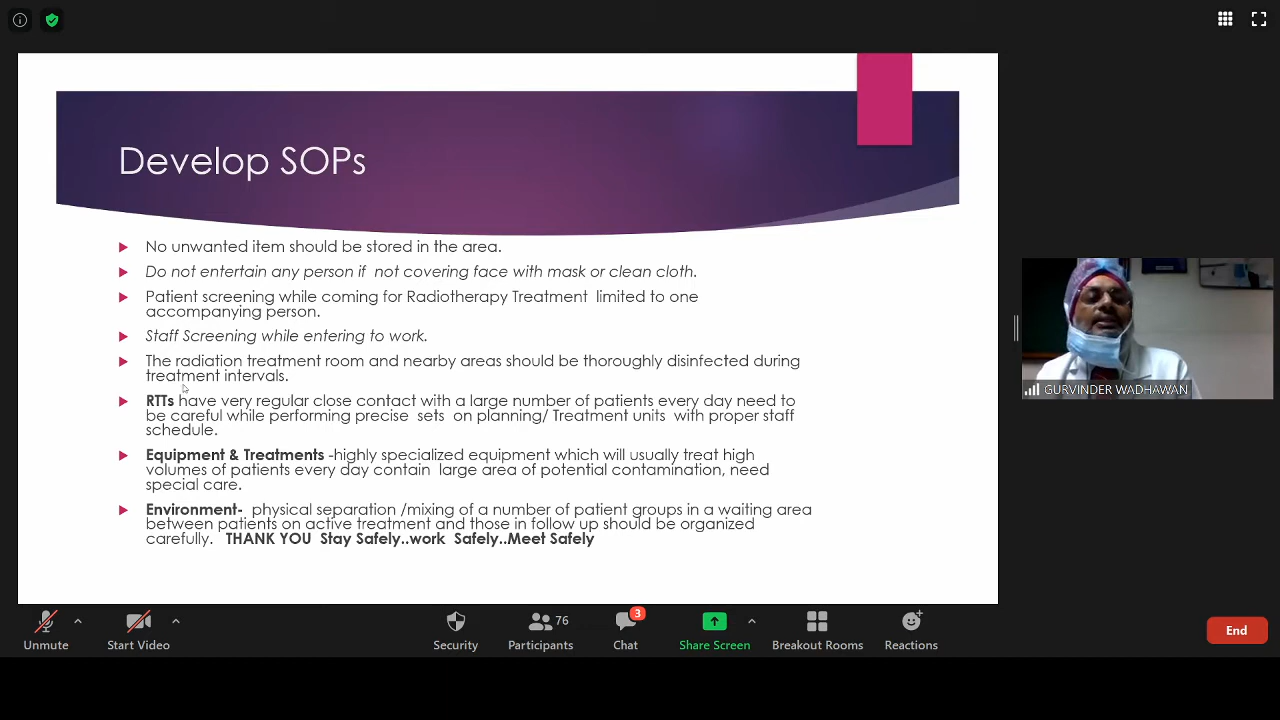 Develop SOPs
No unwanted item should be stored in the area.
Do not entertain any person if not covering face with mask or clean cloth.
Patient screening while coming for Radiotherapy Treatment limited to one
accompanying person.
Staff Screening while entering to work.
The radiation treatment room and nearby areas should be thoroughly disinfected during
treatment intervals.
RTTs have very regular close contact with a large number of patients every day need to
be careful while performing precise sets on planning/ Treatment units with proper staff
schedule.
Equipment & Treatments -highly specialized equipment which will usually treat high
volumes of patients every day contain large area of potential contamination, need
special care.
Environment- physical separation /mixing of a number of patient groups in a waiting area
between patients on active treatment and those in follow up should be organized
carefully. THANK YOU Stay Safely..work Safely..Meet Safely
GURVINDER WADHAWAN
Unmute
Start Video
Security
76
Participants
3
Chat
Share Screen
Breakout Rooms
Reactions
End